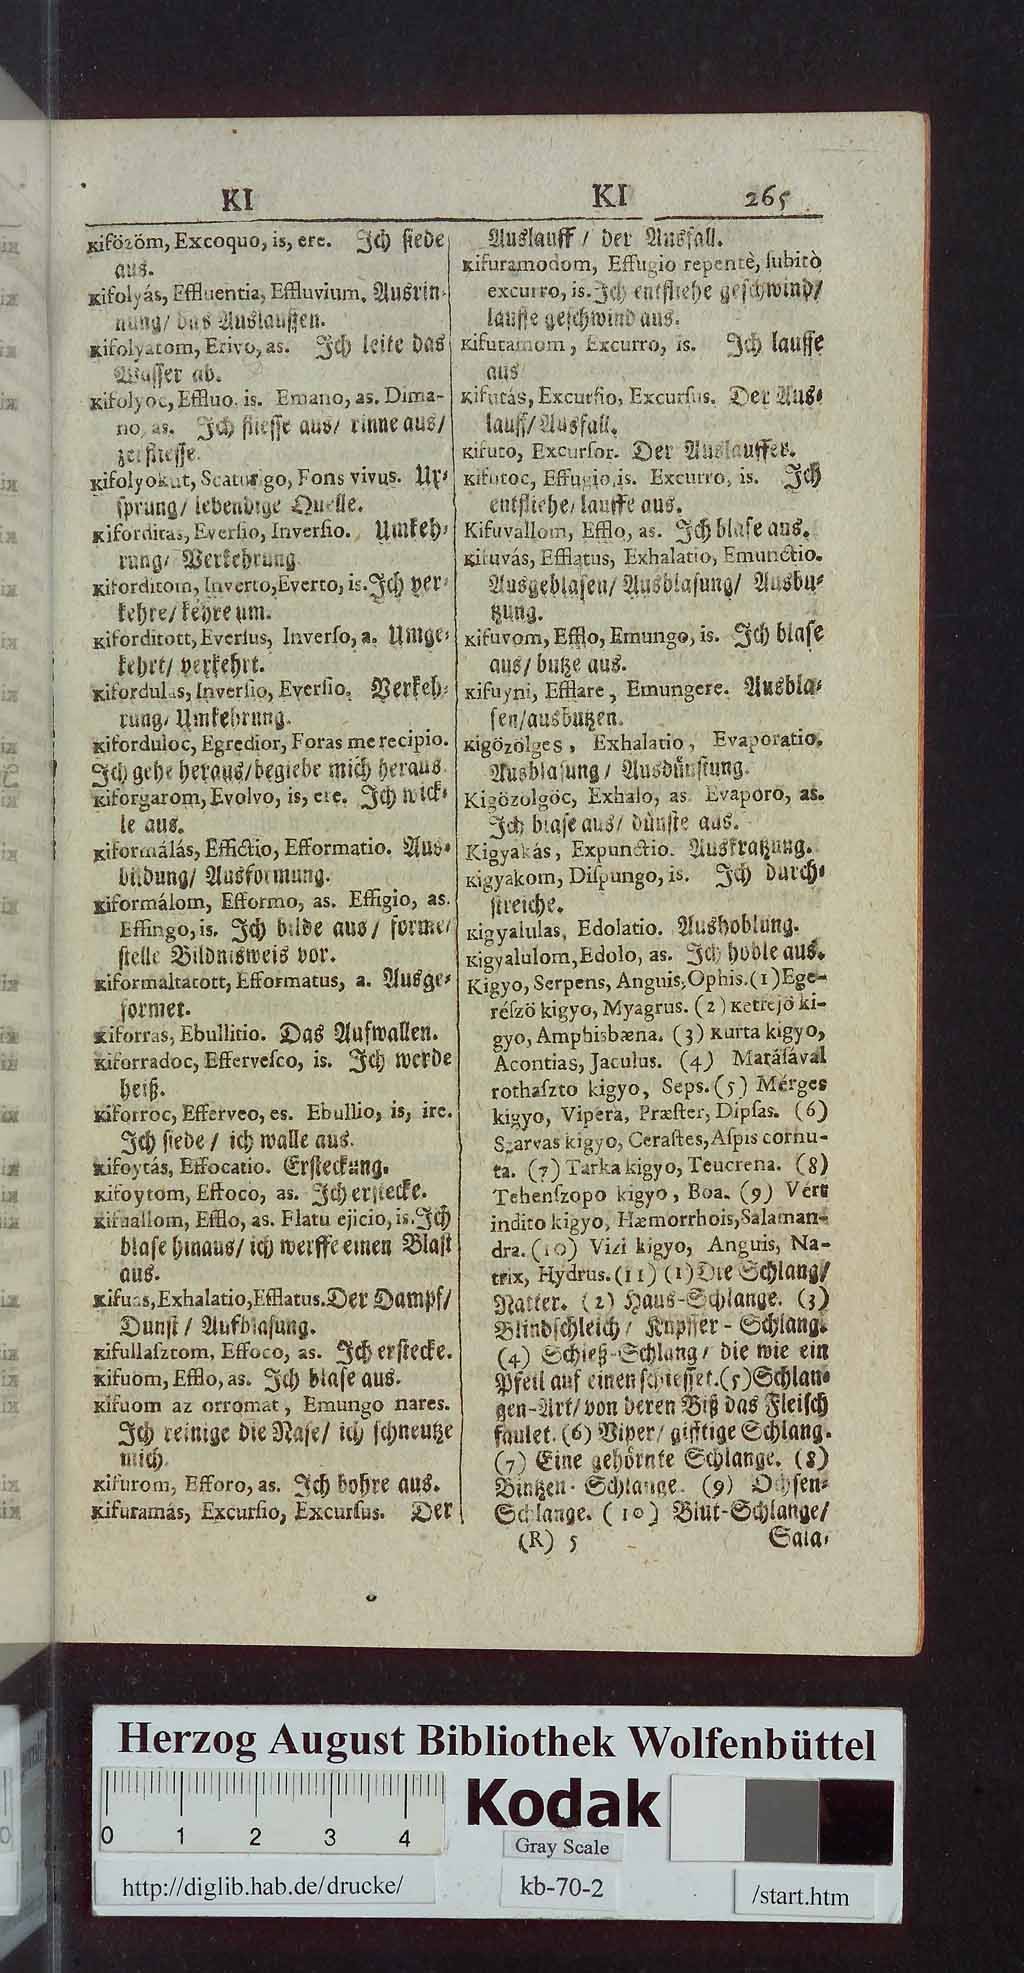 KI KI 265
Kifözöm, Excoquo, is, ere. Ich siede
aus.
Kifolyás, Effluentia, Effluvium, Ausrin-
nung/ das Auslauffen.
Kifolyatom, Erivo, as. Ich leite das
Wasser ab.
Kifolyoc, Effluo, is. Emano, as. Dima-
no, as. Ich fliesse aus/ rinne aus/
zerfliesse.
Kifolyokut, Scaturigo, Fons vivus. Ur-
sprung/ lebendige Quelle.
Kiforditas, Eversio, Inversio. Umkeh-
rung/ Verkehrung.
Kiforditom, Inverto, Everto, is. Ich ver-
kehre/ kehre um.
Kiforditott, Eversus, Inverso, a. Umge-
kehrt/ verkehrt.
Kifordulas, Inversio, Eversio. Verkeh-
rung/ Umkehrung.
Kiforduloc, Egredior, Foras me recipio.
Ich gehe heraus/ begiebe mich heraus.
Kiforgarom, Evolvo, is, ere. Ich wick-
le aus.
Kiformálás, Effictio, Efformatio. Aus-
bildung/ Ausformung.
Kiformálom, Efformo, as. Effigio, as.
Effingo, is. Ich bilde aus/ forme/
stelle Bildnisweis vor.
Kiformaltatott, Efformatus, a. Ausge-
formet.
Kiforras, Ebullitio. Das Aufwallen.
Kiforradoc, Effervesco, is. Ich werde
heiß.
Kiforroc, Efferveo, es. Ebullio, is, ire.
Ich siede/ ich walle aus.
Kifoytás, Effocatio. Ersteckung.
Kifoytom, Effoco, as. Ich erstecke.
Kifuallom, Efflo, as. Flatu ejicio, is. Ich
blase hinaus/ ich werffe einen Blast
aus.
Kifuas, Exhalatio, Efflatus. Der Dampf/
Dunst/ Aufblasung.
Kifullasztom, Effoco, as. Ich erstecke.
Kifuom, Efflo, as. Ich blase aus.
Kifuom az orromat, Emungo nares.
Ich reinige die Nase/ ich schneutze
mich.
Kifurom, Efforo, as. Ich bohre aus.
Kifuramás, Excursio, Excursus. Der
Auslauff/ der Ausfall.
Kifuramodom, Effugio repentè, subitò
excurro, is. Ich entfliehe geschwind/
lauffe geschwind aus.
Kifutamom, Excurro, is. Ich lauffe
aus
Kifutás, Excursio, Excursus. Der Aus-
lauff/ Ausfall.
Kifuto, Excursor. Der Auslauffer.
Kifutoc, Effugio, is. Excurro, is. Ich
entfliehe/ lauffe aus.
Kifuvallom, Efflo, as. Ich blase aus.
Kifuvás, Efflatus, Exhalatio, Emunctio.
Ausgeblasen/ Ausblasung/ Ausbu-
tzung.
Kifuvom, Efflo, Emungo, is. Ich blase
aus/ butze aus.
Kifuyni, Efflare, Emungere. Ausbla-
sen/ ausbutzen.
Kigözölges, Exhalatio, Evaporatio.
Ausblasung/ Ausdünstung.
Kigözolgöc, Exhalo, as. Evaporo, as.
Ich blase aus/ dünste aus.
Kigyakás, Expunctio. Auskratzung.
Kigyakom, Dispungo, is. Ich durch-
streiche.
Kigyalulas, Edolatio. Aushoblung.
Kigyalulom, Edolo, as. Ich hoble aus.
Kigyo, Serpens, Anguis, Ophis. (1) Ege-
részö kigyo, Myagrus. (2) Ketfejö ki-
gyo, Amphisbæna. (3) Kurta kigyo,
Acontias, Jaculus. (4) Marásával
rothaszto kigyo, Seps. (5) Mérges
kigyo, Vipera, Præster, Dipsas. (6)
Szarvas kigyo, Cerastes, Aspis cornu-
ta. (7) Tarka kigyo, Teucrena. (8)
Tehenszopo kigyo, Boa. (9) Vért
indito kigyo, Hæmorrhois, Salaman-
dra. (10) Vizi kigyo, Anguis, Na-
trix, Hydrus. (11) (1) Die Schlang/
Natter. (2) Haus-Schlange. (3)
Blindschleich/ Kupffer-Schlang.
(4) Schieß-Schlang/ die wie ein
Pfeil auf einen schiesset. (5) Schlan-
gen-Art/ von deren Biß das Fleisch
faulet. (6) Viper/ gifftige Schlang.
(7) Eine gehörnte Schlange. (8)
Bintzen-Schlange. (9) Ochsen-
Schlange. (10) Blut-Schlange/
(R) 5 Sala-
Herzog August Bibliothek Wolfenbüttel
0 1 2 3 4
Kodak
Gray Scale
http://diglib.hab.de/drucke/ kb-70-2 /start.htm